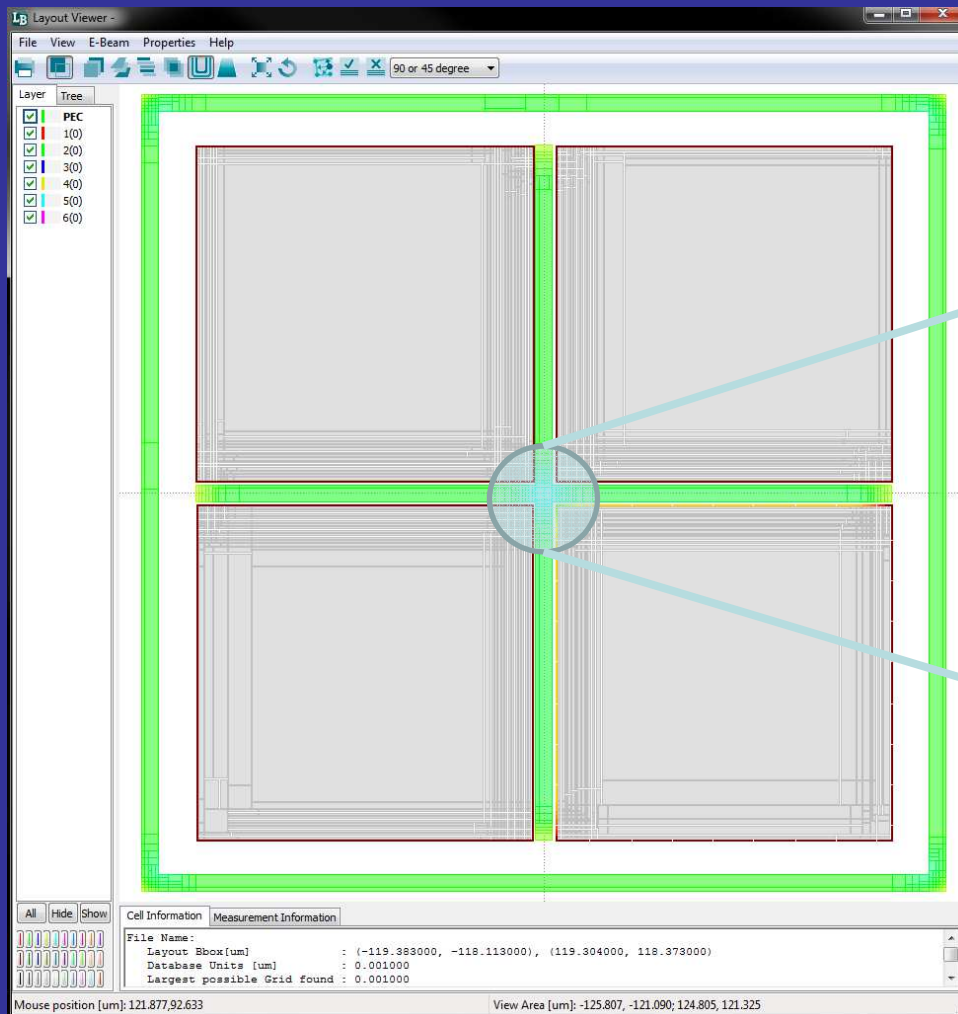 LB Layout Viewer -
File View E-Beam Properties Help
90 or 45 degree
Layer Tree
PEC
1(0)
2(0)
3(0)
4(0)
5(0)
6(0)
All Hide Show
Cell Information Measurement Information
File Name:
Layout Bbox[um] : (-119.383000, -118.113000), (119.304000, 118.373000)
Database Units [um] : 0.001000
Largest possible Grid found : 0.001000
Mouse position [um]: 121.877,92.633 View Area [um]: -125.807, -121.090; 124.805, 121.325